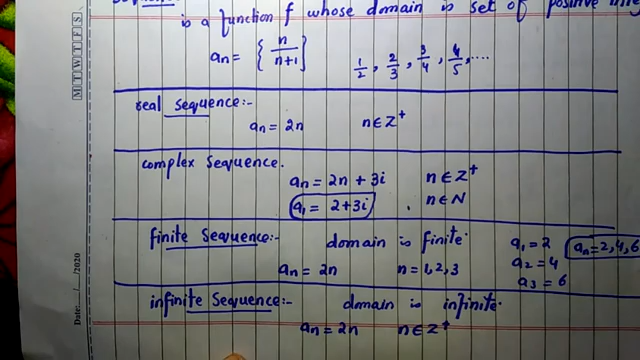 is a function f whose domain is set of positive
aₙ = { n/n+1 } 1/2, 2/3, 3/4, 4/5, ....
real sequence:-
aₙ = 2n n∈Z⁺
complex sequence.
aₙ = 2n + 3i n∈Z⁺
a₁ = 2+3i . n∈N
finite sequence:- domain is finite. a₁ = 2 aₙ=2,4,6
aₙ = 2n n=1,2,3 a₂ = 4
a₃ = 6
infinite sequence:- domain is infinite.
aₙ = 2n n∈Z⁺
M T W T F S
Date:..../..../2020